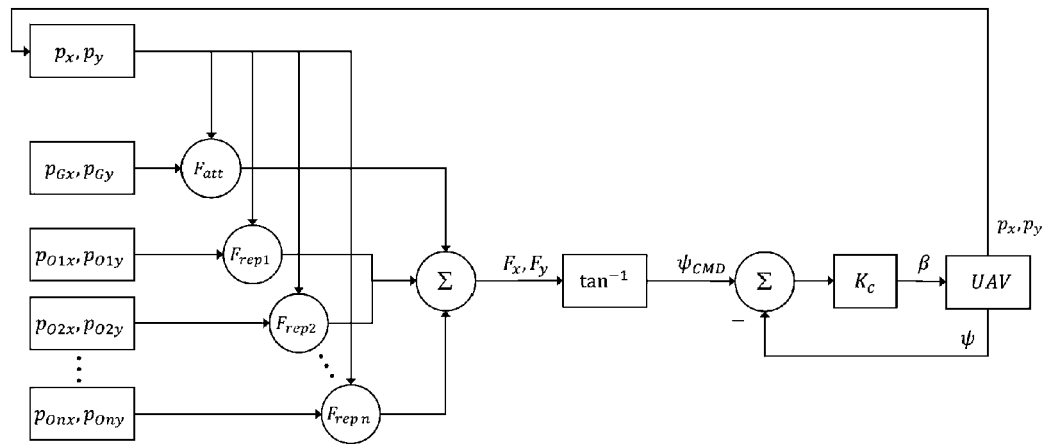 pₓ, p_y
p_Gx, p_Gy
F_att
p_O1x, p_O1y
F_rep1
p_O2x, p_O2y
F_rep2
p_Onx, p_Ony
F_rep n
Σ
F_x, F_y
tan⁻¹
ψ_CMD
Σ
−
K_c
β
UAV
p_x, p_y
ψ